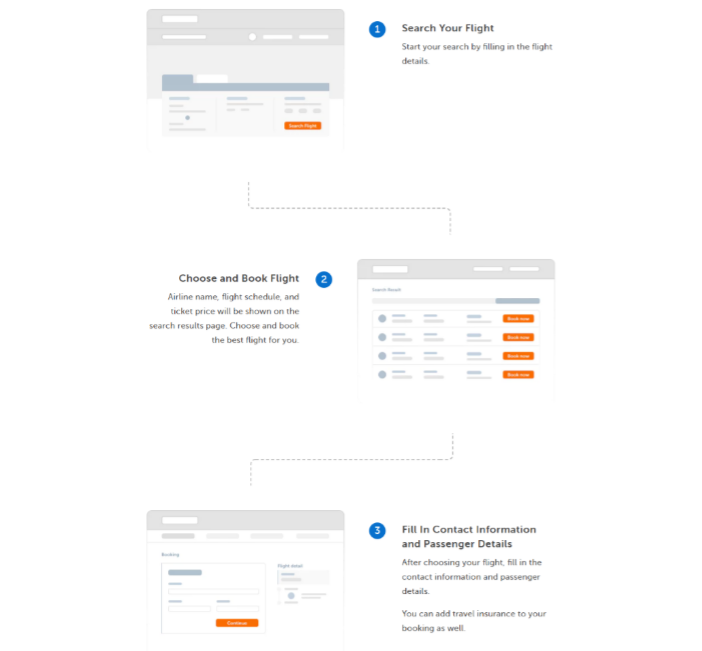 1
Search Your Flight
Start your search by filling in the flight
details.
Search Flight
Choose and Book Flight
2
Airline name, flight schedule, and
ticket price will be shown on the
search results page. Choose and book
the best flight for you.
Search Result
Book now
Book now
Book now
Book now
3
Fill In Contact Information
and Passenger Details
After choosing your flight, fill in the
contact information and passenger
details.
You can add travel insurance to your
booking as well.
Booking
Flight detail
Continue